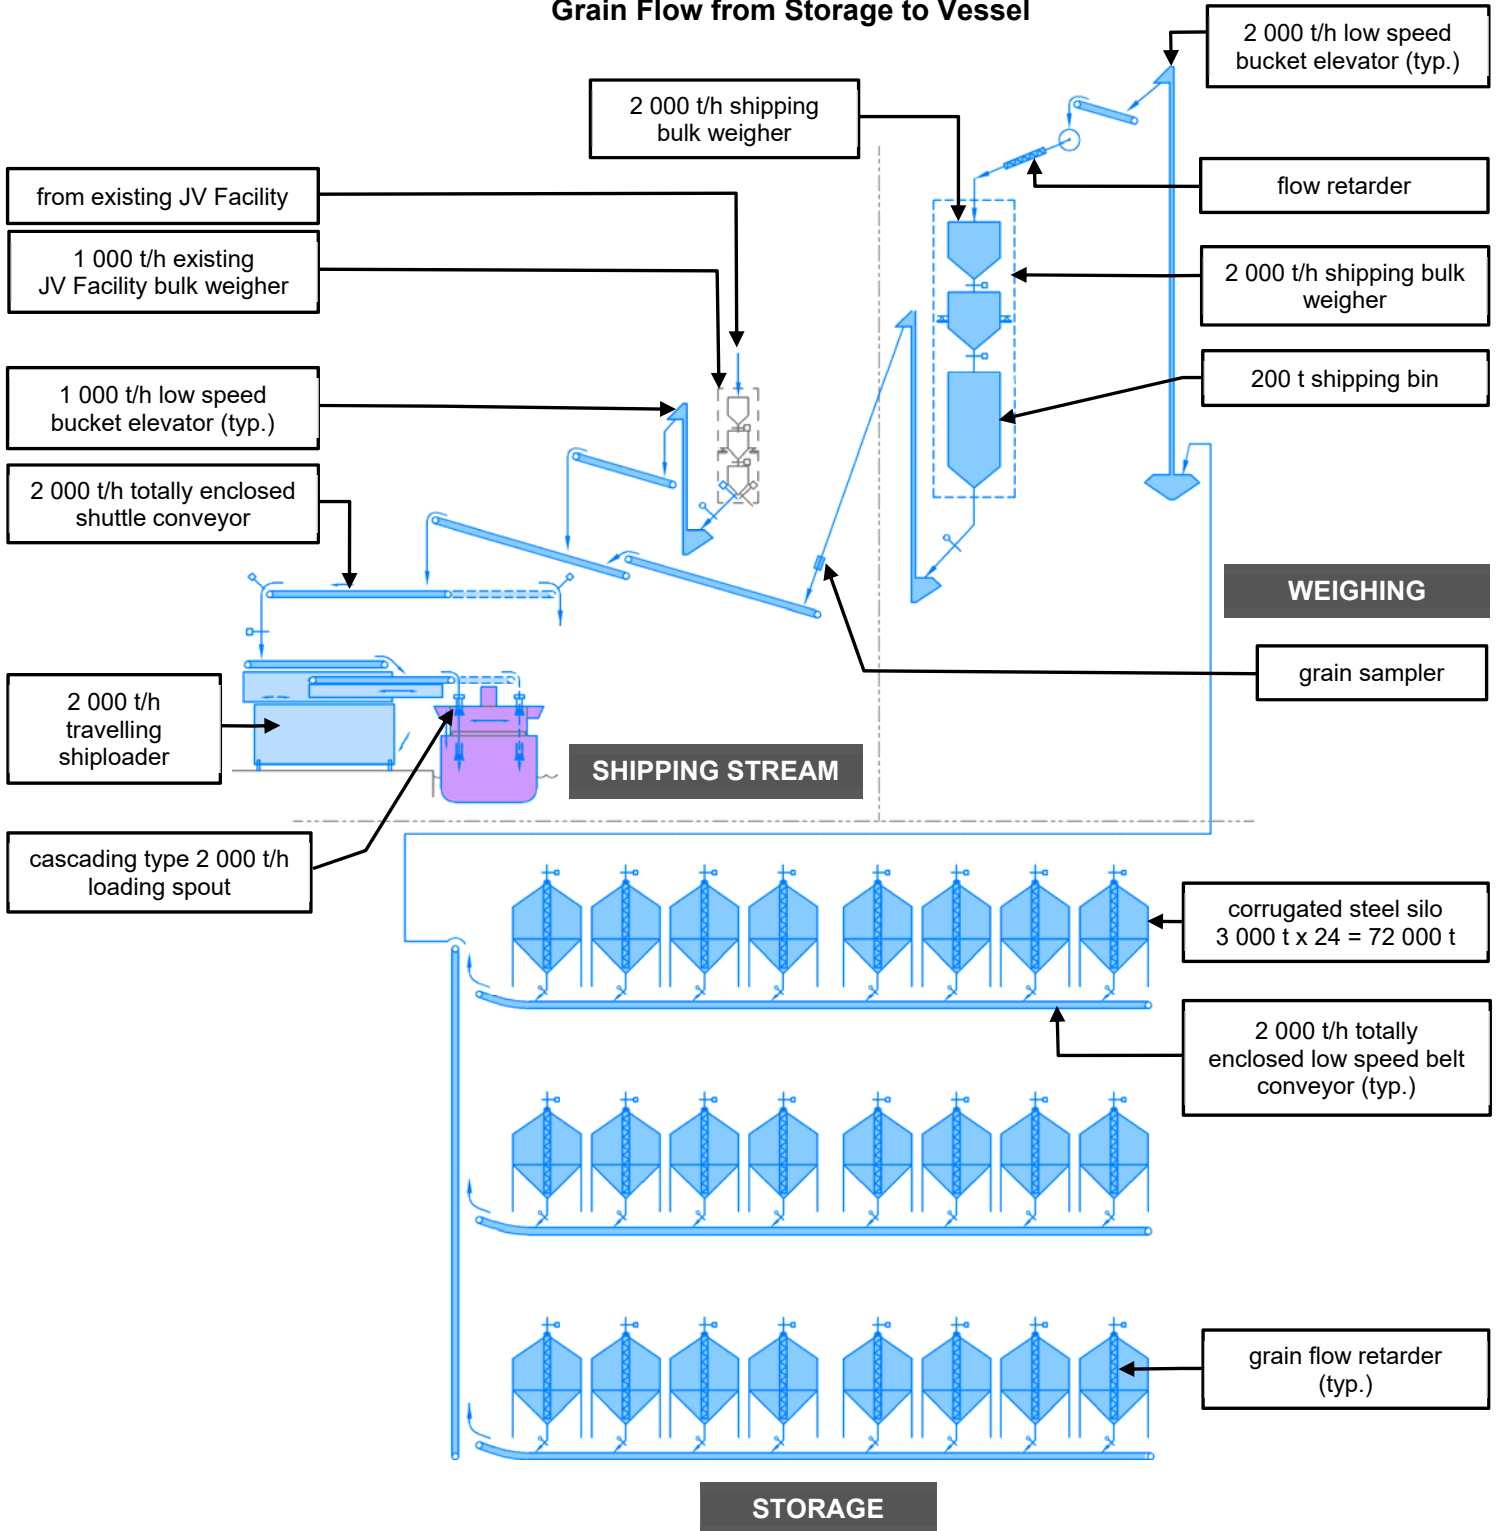 Grain Flow from Storage to Vessel
2 000 t/h low speed
bucket elevator (typ.)
2 000 t/h shipping
bulk weigher
flow retarder
from existing JV Facility
1 000 t/h existing
JV Facility bulk weigher
2 000 t/h shipping bulk
weigher
200 t shipping bin
1 000 t/h low speed
bucket elevator (typ.)
2 000 t/h totally enclosed
shuttle conveyor
WEIGHING
grain sampler
2 000 t/h
travelling
shiploader
SHIPPING STREAM
cascading type 2 000 t/h
loading spout
corrugated steel silo
3 000 t x 24 = 72 000 t
2 000 t/h totally
enclosed low speed belt
conveyor (typ.)
grain flow retarder
(typ.)
STORAGE